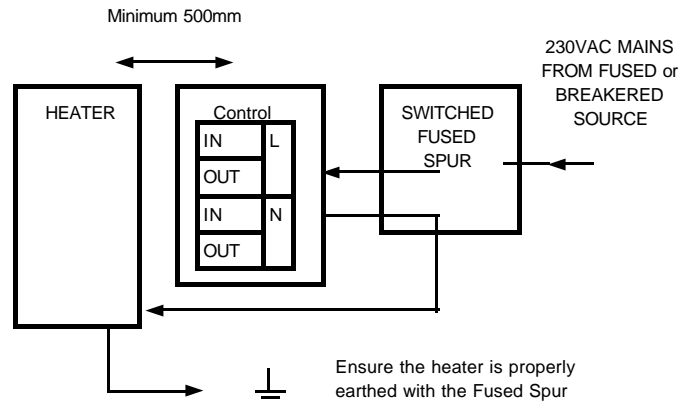 Minimum 500mm
230VAC MAINS
FROM FUSED or
BREAKERED
SOURCE
HEATER
Control
IN L
OUT
IN N
OUT
SWITCHED
FUSED
SPUR
Ensure the heater is properly
earthed with the Fused Spur